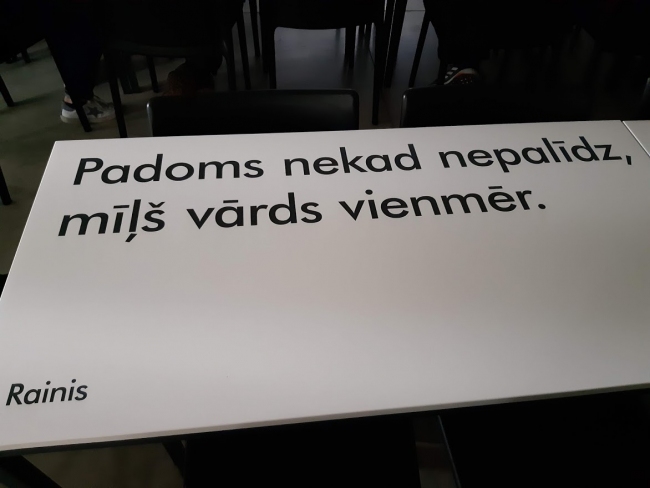 Padoms nekad nepalīdz,
mīļš vārds vienmēr.
Rainis